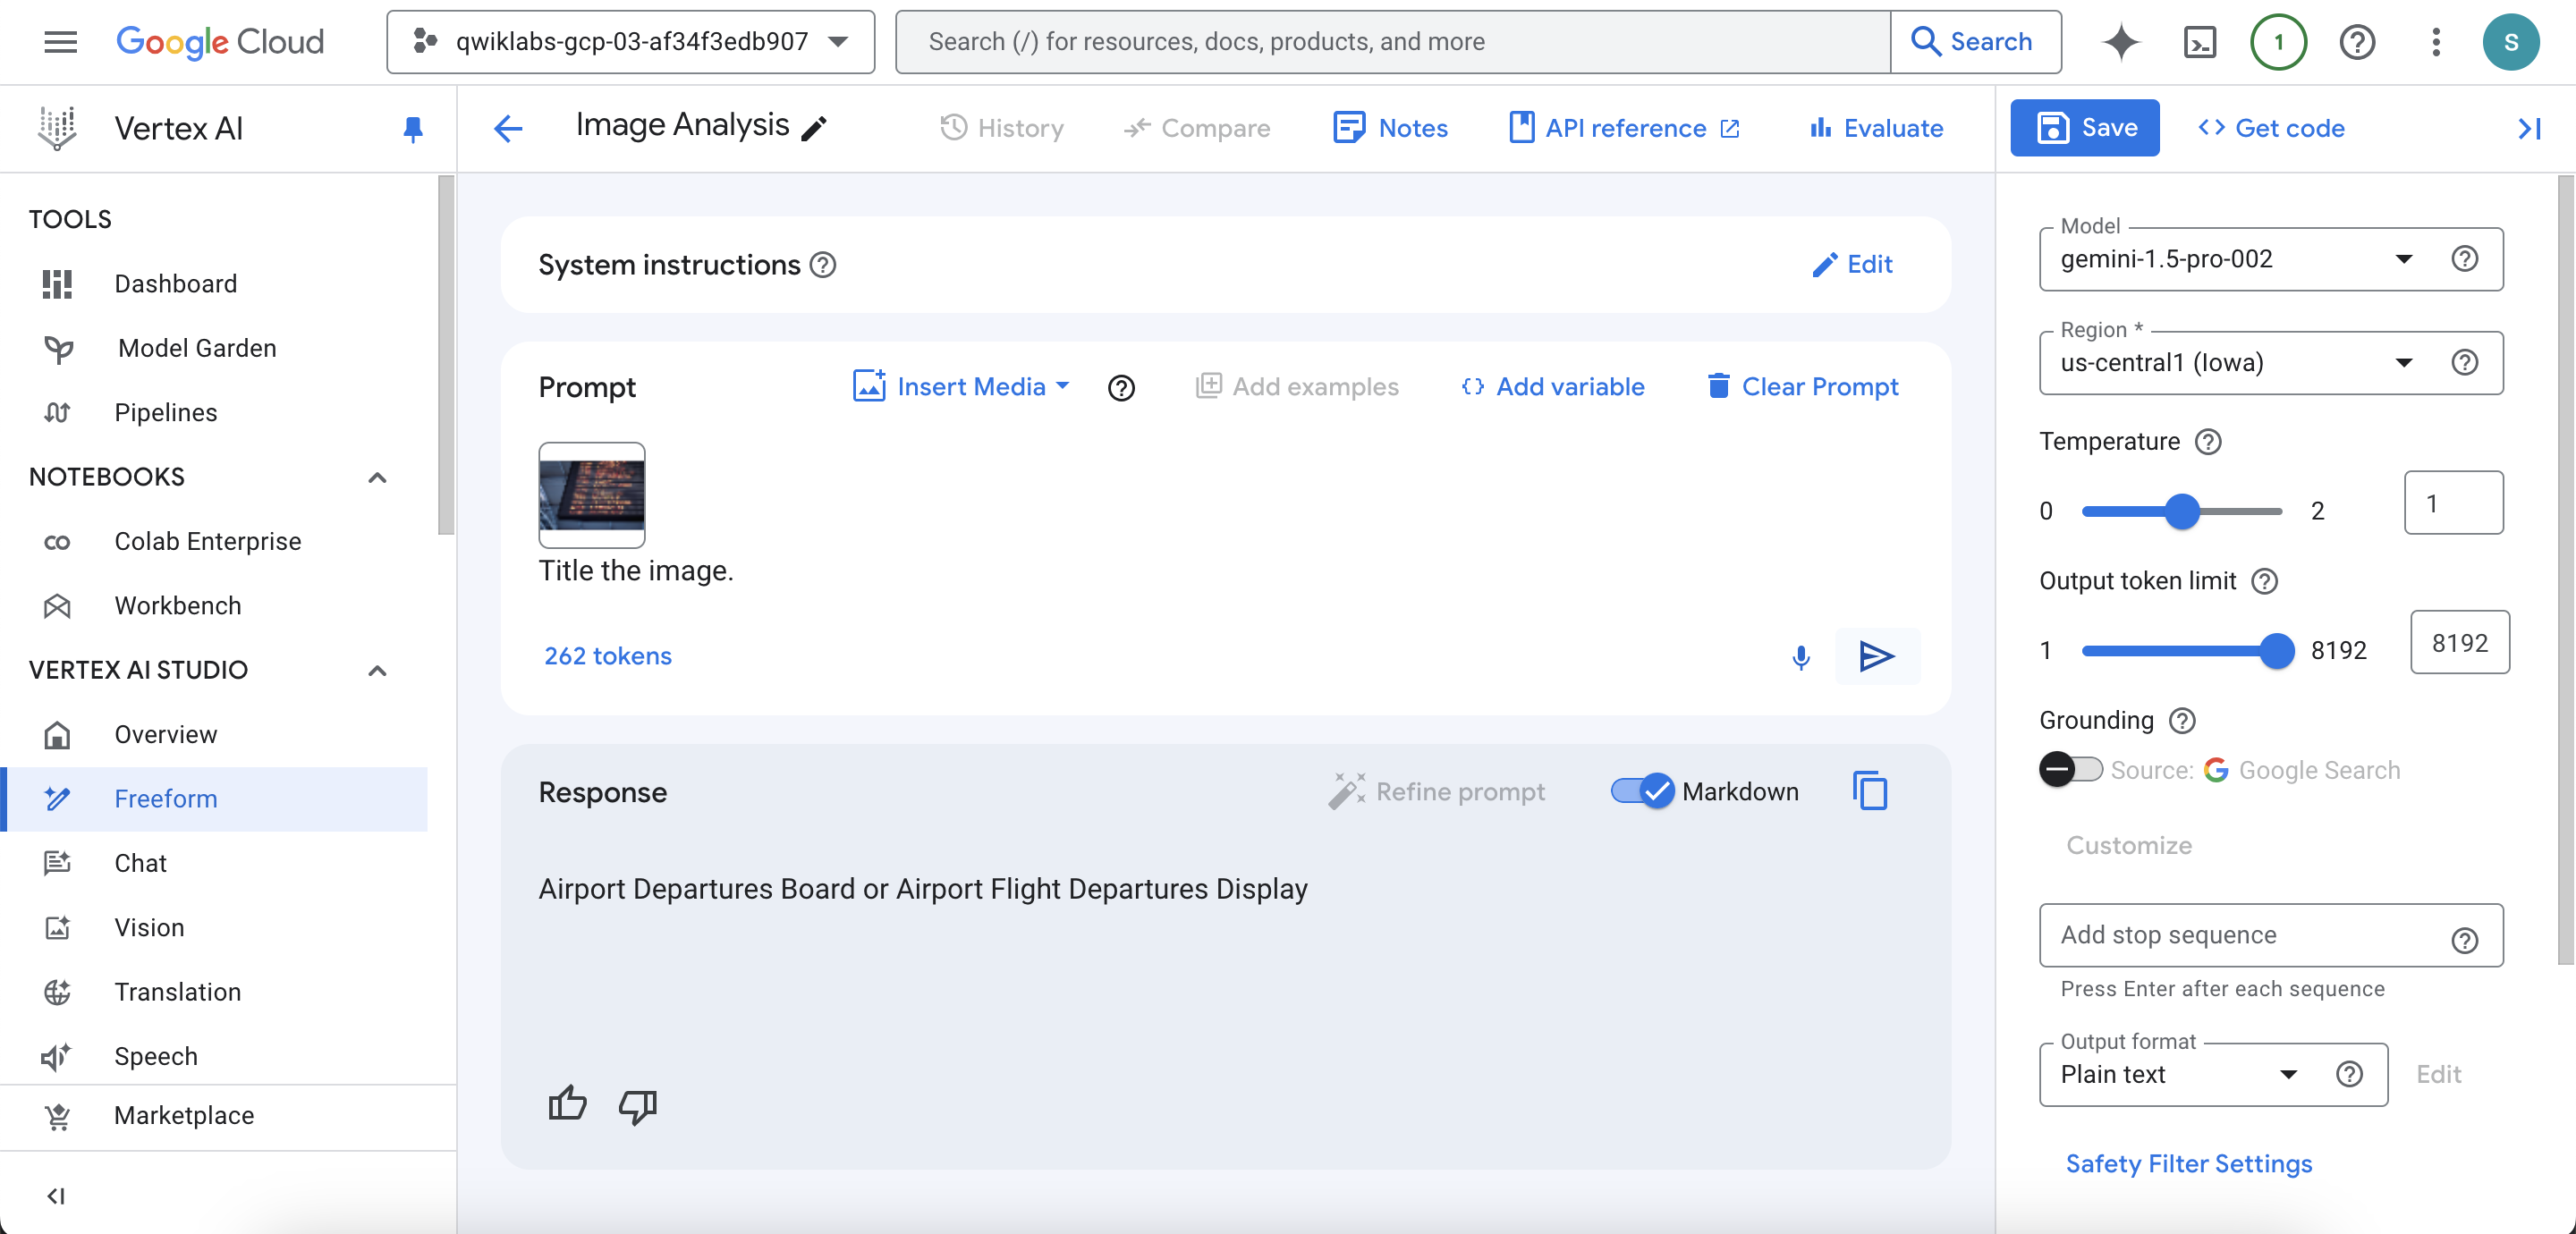 Google Cloud
qwiklabs-gcp-03-af34f3edb907
Search (/) for resources, docs, products, and more
Search
1
S
Vertex AI
Image Analysis
History
Compare
Notes
API reference
Evaluate
Save
Get code
TOOLS
Dashboard
Model Garden
Pipelines
NOTEBOOKS
Colab Enterprise
Workbench
VERTEX AI STUDIO
Overview
Freeform
Chat
Vision
Translation
Speech
Marketplace
System instructions
Edit
Prompt
Insert Media
Add examples
Add variable
Clear Prompt
Title the image.
262 tokens
Response
Refine prompt
Markdown
Airport Departures Board or Airport Flight Departures Display
Model
gemini-1.5-pro-002
Region *
us-central1 (Iowa)
Temperature
0 2 1
Output token limit
1 8192 8192
Grounding
Source: Google Search
Customize
Add stop sequence
Press Enter after each sequence
Output format
Plain text
Edit
Safety Filter Settings